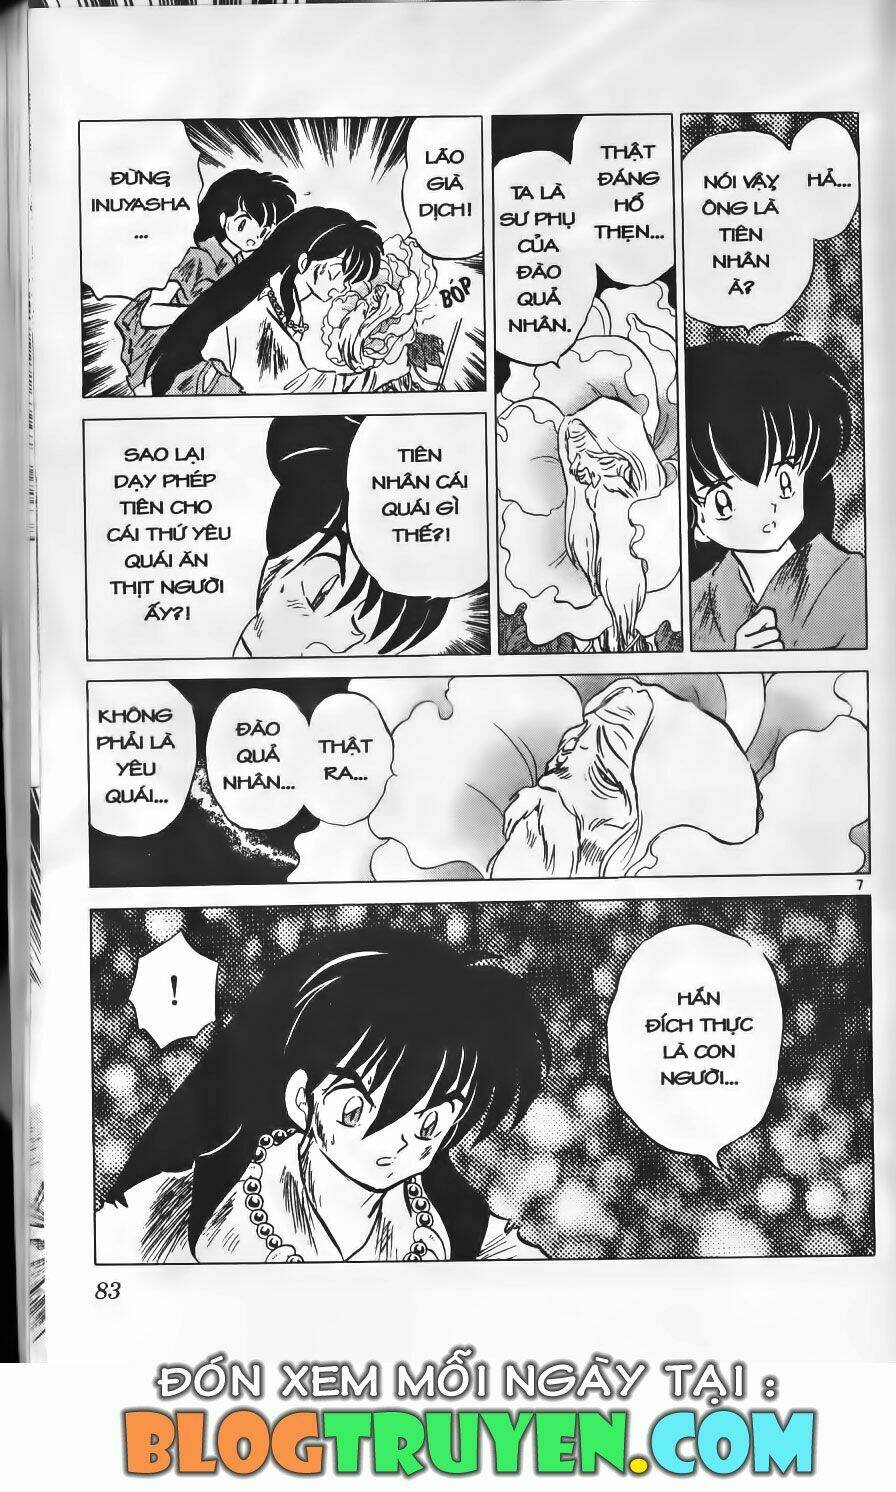 HẢ...
NÓI VẬY,
ÔNG LÀ
TIÊN
NHÂN
À?
THẬT
ĐÁNG
HỔ
THẸN...
TA LÀ
SƯ PHỤ
CỦA
ĐÀO
QUẢ
NHÂN.
LÃO
GIÀ
DỊCH!
BÓP
ĐỪNG,
INUYASHA
...
TIÊN
NHÂN CÁI
QUÁI GÌ
THẾ?!
SAO LẠI
DẠY PHÉP
TIÊN CHO
CÁI THỨ YÊU
QUÁI ĂN
THỊT NGƯỜI
ẤY?!
THẬT
RA...
ĐÀO
QUẢ
NHÂN...
KHÔNG
PHẢI LÀ
YÊU
QUÁI...
7
HẮN
ĐÍCH THỰC
LÀ CON
NGƯỜI...
!
83
ĐÓN XEM MỖI NGÀY TẠI :
BLOGTRUYEN.COM